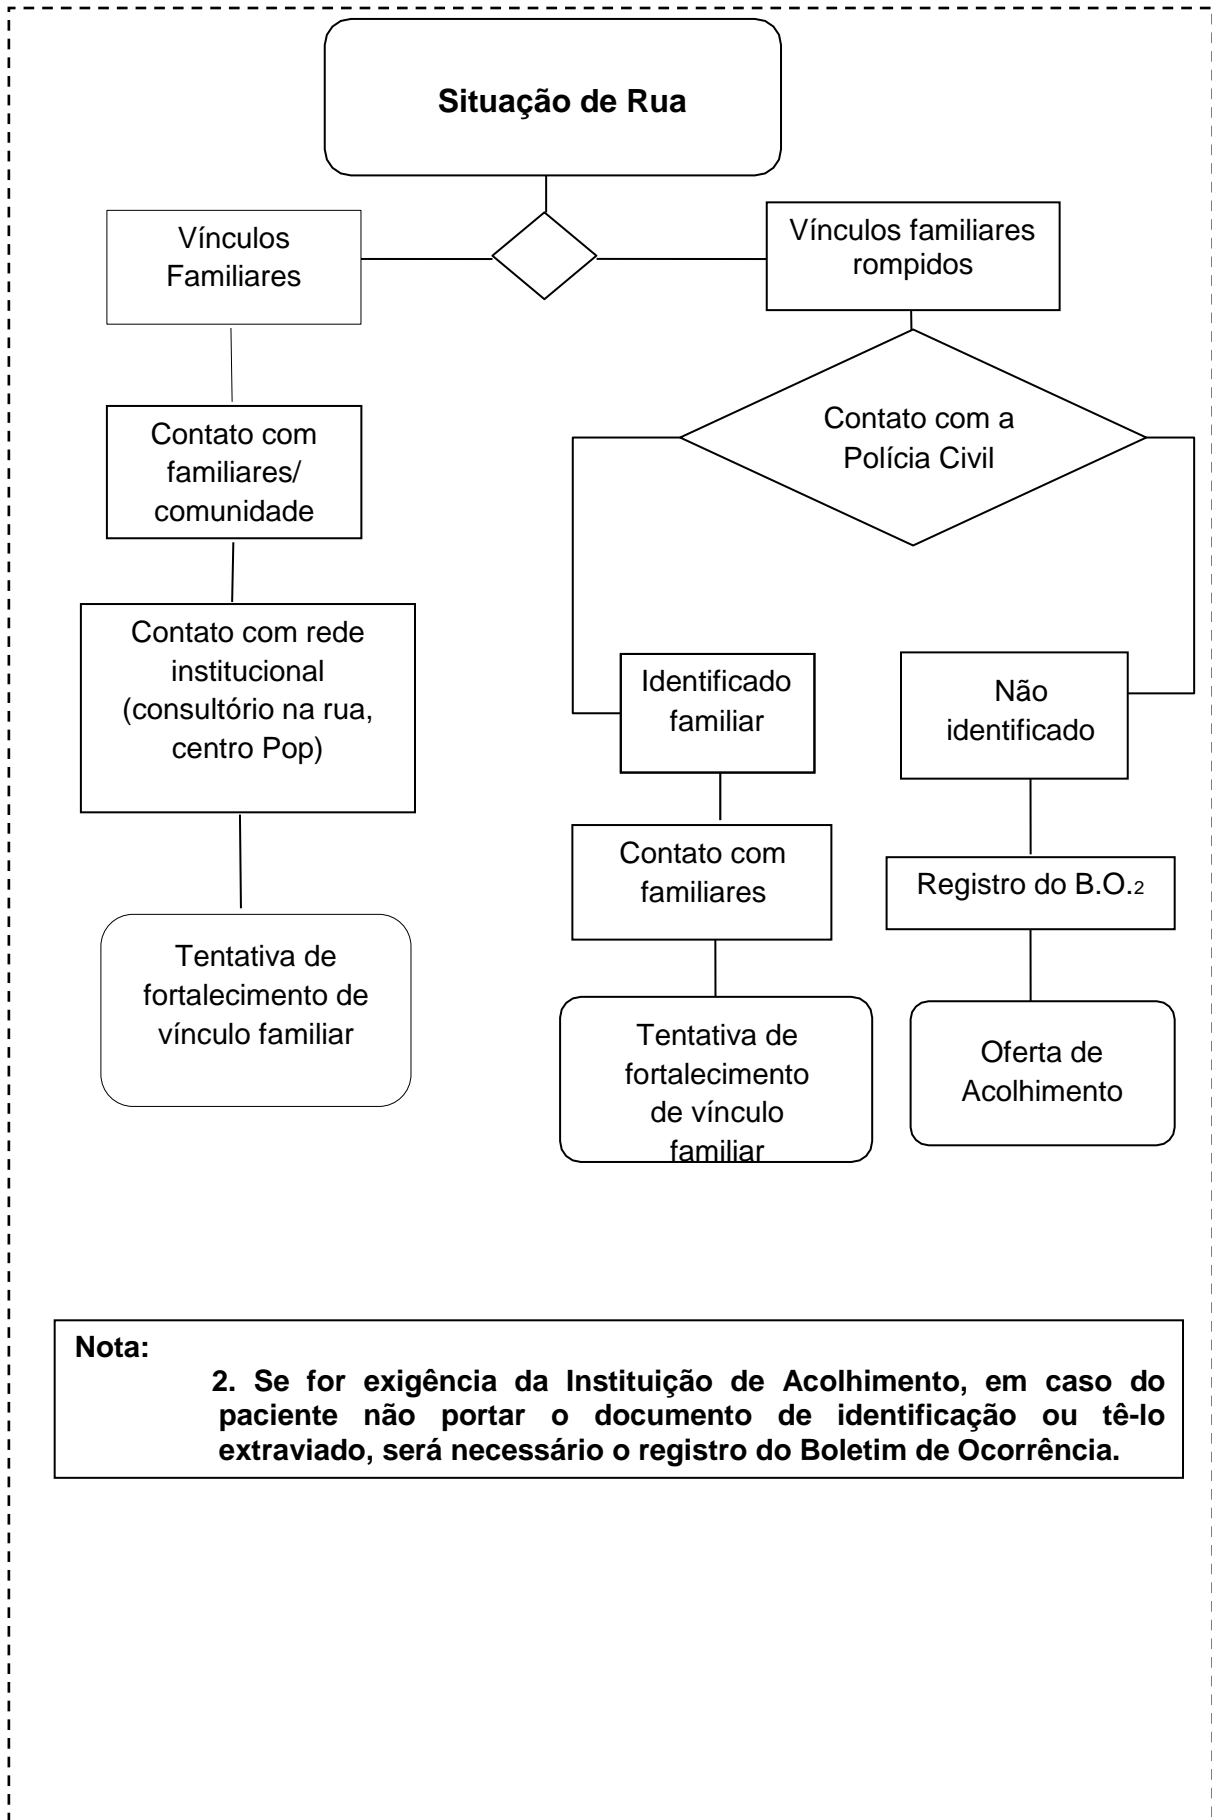 Situação de Rua
Vínculos
Familiares
Vínculos familiares
rompidos
Contato com
familiares/
comunidade
Contato com a
Polícia Civil
Contato com rede
institucional
(consultório na rua,
centro Pop)
Identificado
familiar
Não
identificado
Contato com
familiares
Registro do B.O.2
Tentativa de
fortalecimento de
vínculo familiar
Tentativa de
fortalecimento
de vínculo
familiar
Oferta de
Acolhimento
Nota:
2. Se for exigência da Instituição de Acolhimento, em caso do
paciente não portar o documento de identificação ou tê-lo
extraviado, será necessário o registro do Boletim de Ocorrência.